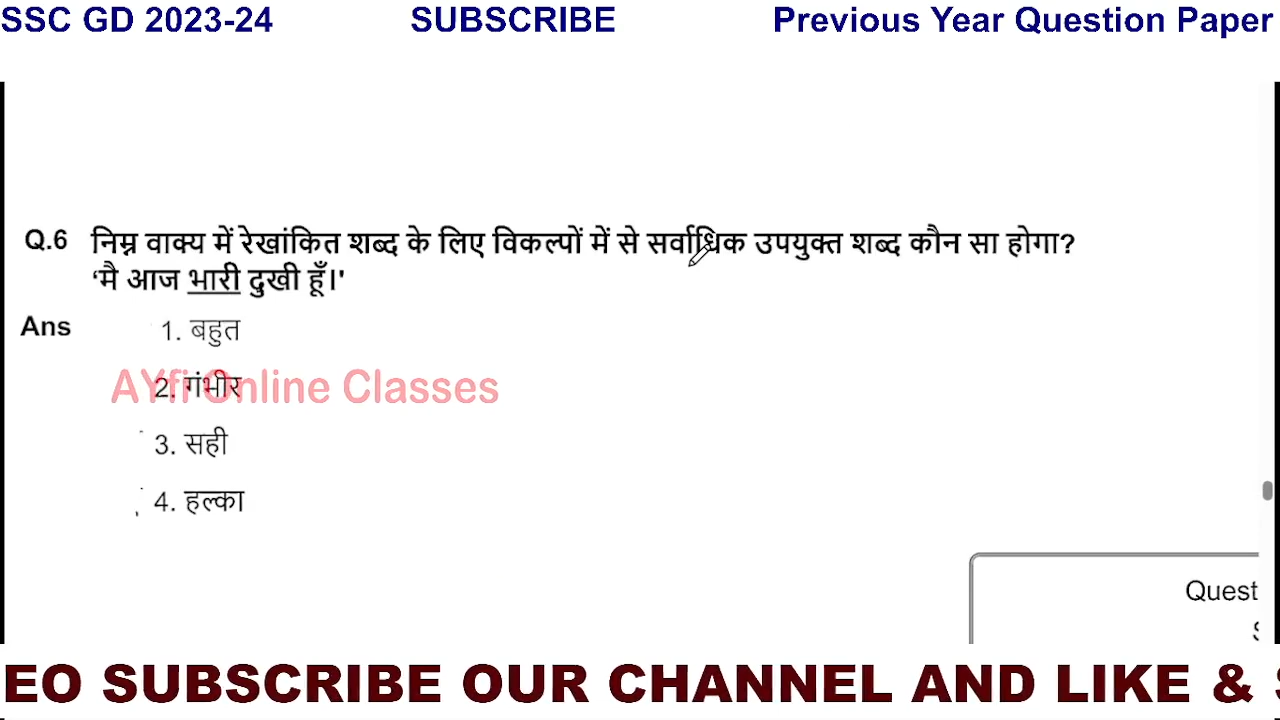 SSC GD 2023-24 SUBSCRIBE Previous Year Question Paper
Q.6 निम्न वाक्य में रेखांकित शब्द के लिए विकल्पों में से सर्वाधिक उपयुक्त शब्द कौन सा होगा?
'मै आज भारी दुखी हूँ।'
Ans 1. बहुत
AYfi Online Classes
2. गंभीर
3. सही
4. हल्का
Quest
EO SUBSCRIBE OUR CHANNEL AND LIKE &